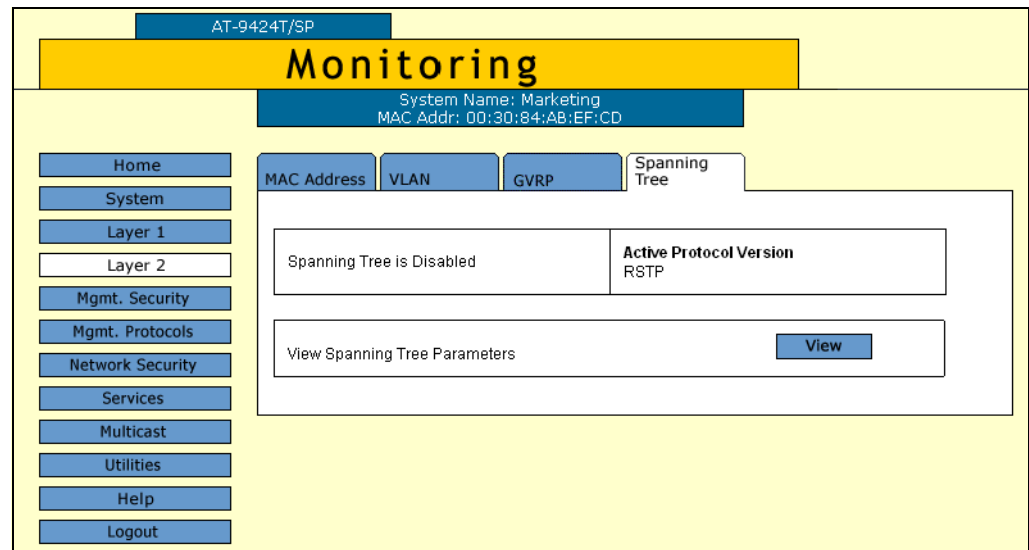 AT-9424T/SP
Monitoring
System Name: Marketing
MAC Addr: 00:30:84:AB:EF:CD
Home
System
Layer 1
Layer 2
Mgmt. Security
Mgmt. Protocols
Network Security
Services
Multicast
Utilities
Help
Logout
MAC Address
VLAN
GVRP
Spanning
Tree
Spanning Tree is Disabled
Active Protocol Version
RSTP
View Spanning Tree Parameters
View